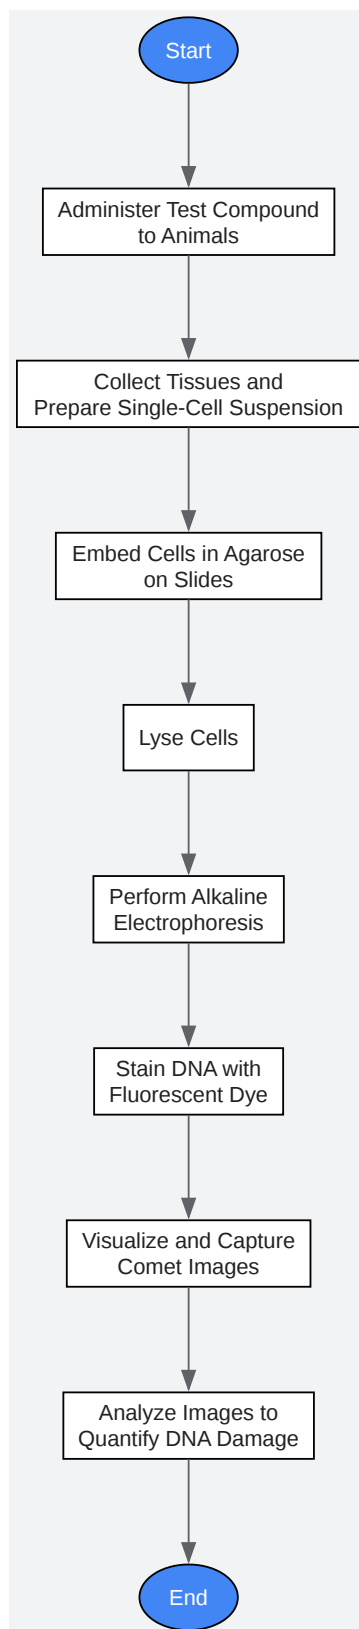 Start
Administer Test Compound
to Animals
Collect Tissues and
Prepare Single-Cell Suspension
Embed Cells in Agarose
on Slides
Lyse Cells
Perform Alkaline
Electrophoresis
Stain DNA with
Fluorescent Dye
Visualize and Capture
Comet Images
Analyze Images to
Quantify DNA Damage
End